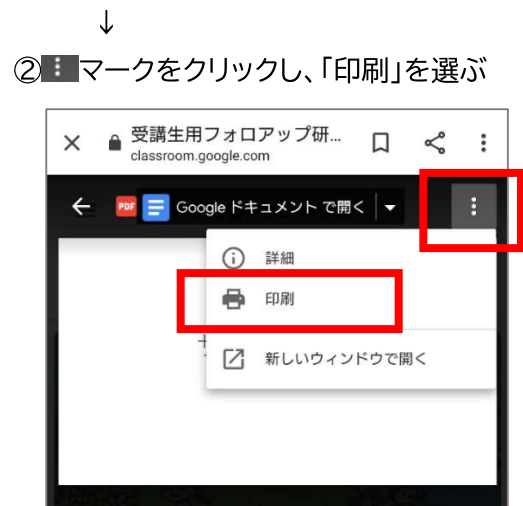 ↓
②⋮マークをクリックし、「印刷」を選ぶ
受講生用フォロアップ研...
classroom.google.com
PDF Google ドキュメント で開く
詳細
印刷
新しいウィンドウで開く